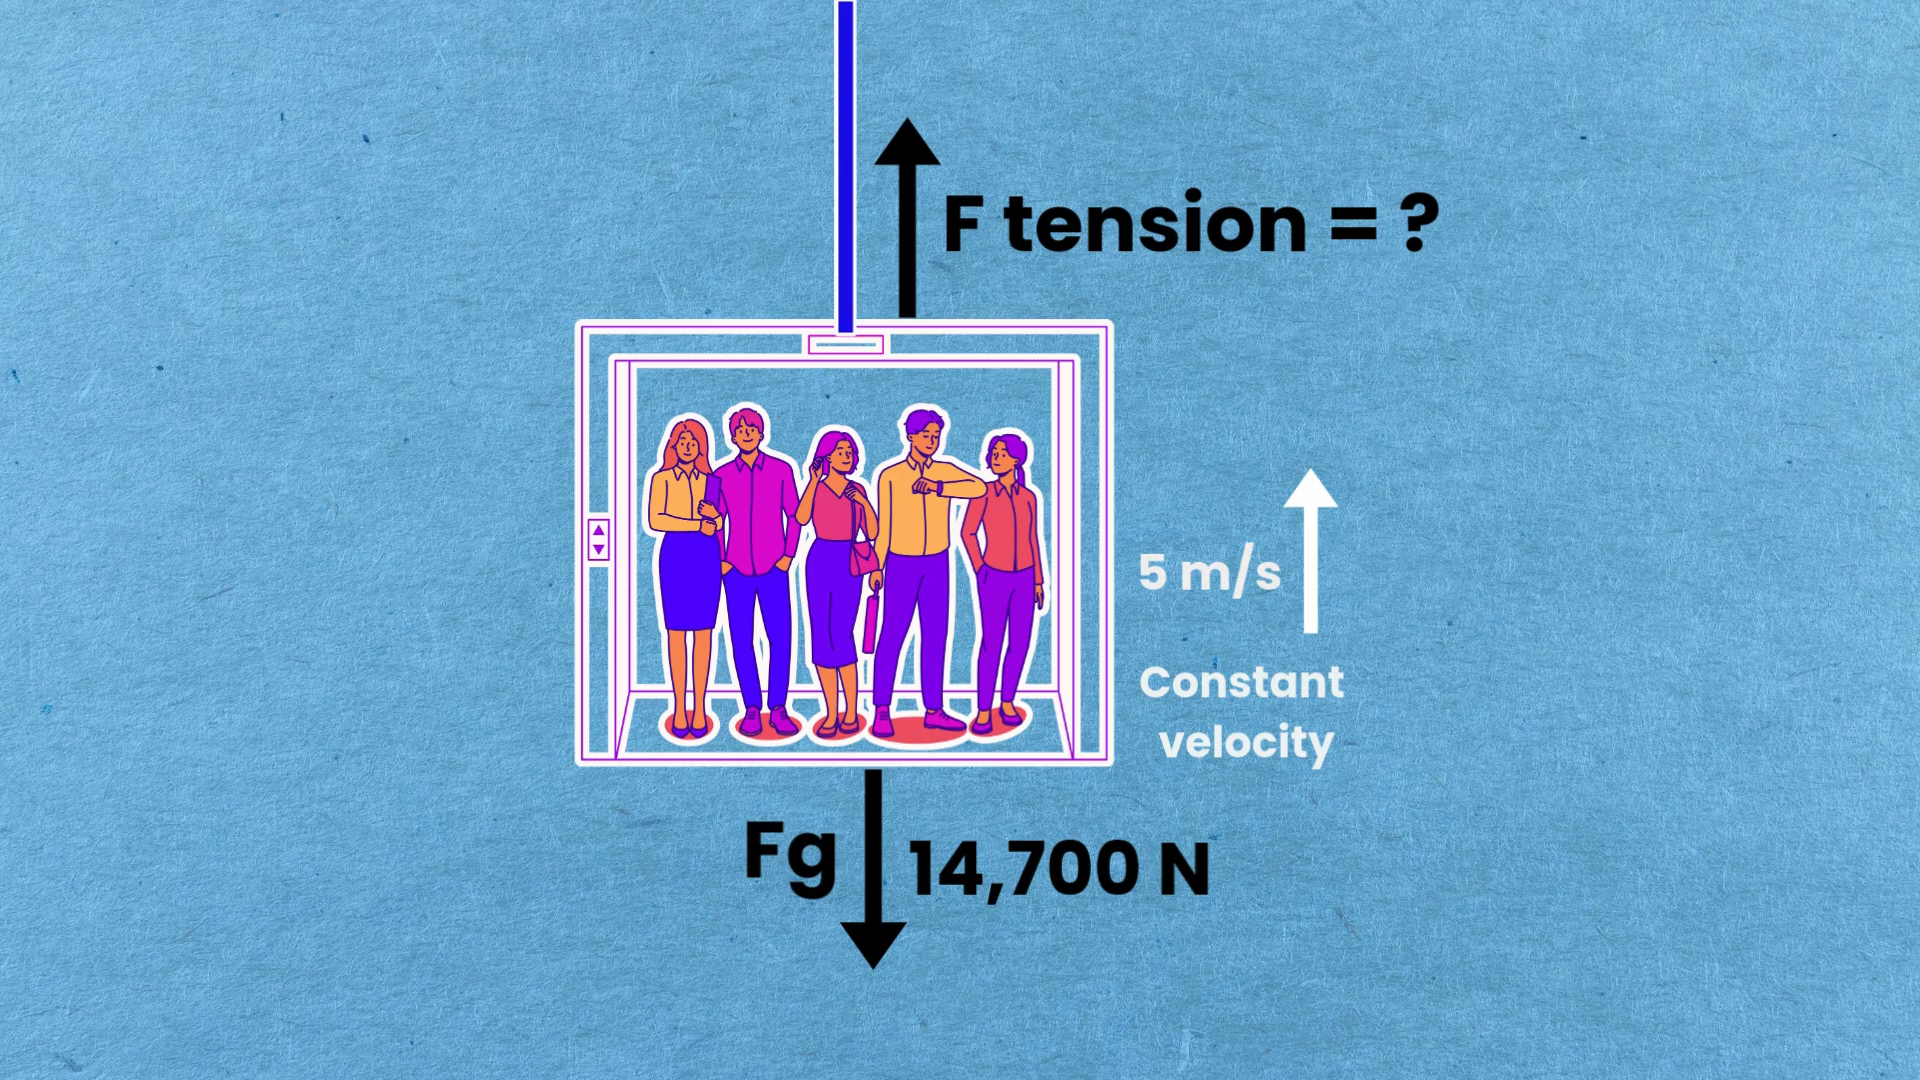 F tension = ?
5 m/s
Constant
velocity
Fg
14,700 N